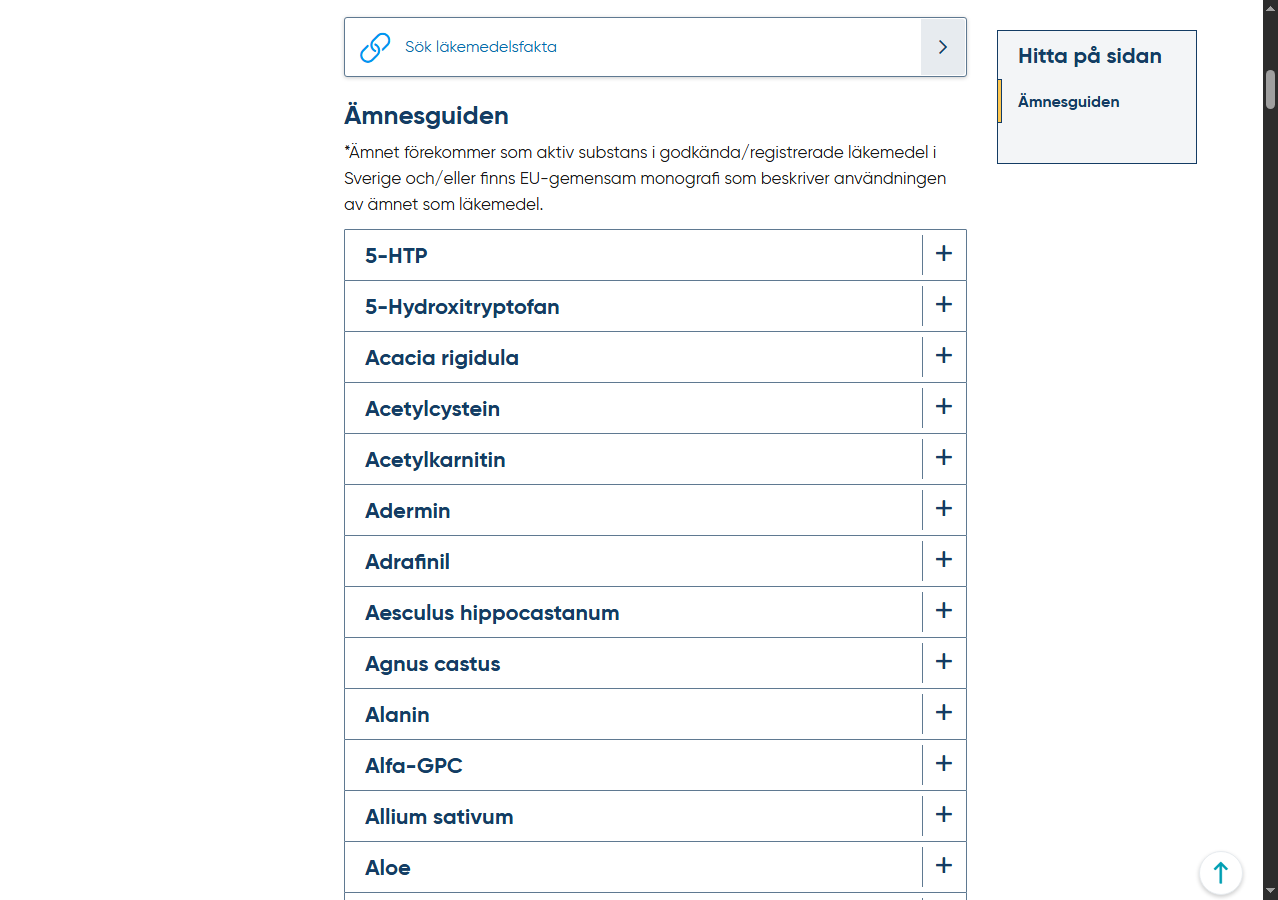 Sök läkemedelsfakta
Ämnesguiden
*Ämnet förekommer som aktiv substans i godkända/registrerade läkemedel i
Sverige och/eller finns EU-gemensam monografi som beskriver användningen
av ämnet som läkemedel.
5-HTP
5-Hydroxitryptofan
Acacia rigidula
Acetylcystein
Acetylkarnitin
Adermin
Adrafinil
Aesculus hippocastanum
Agnus castus
Alanin
Alfa-GPC
Allium sativum
Aloe
Hitta på sidan
Ämnesguiden